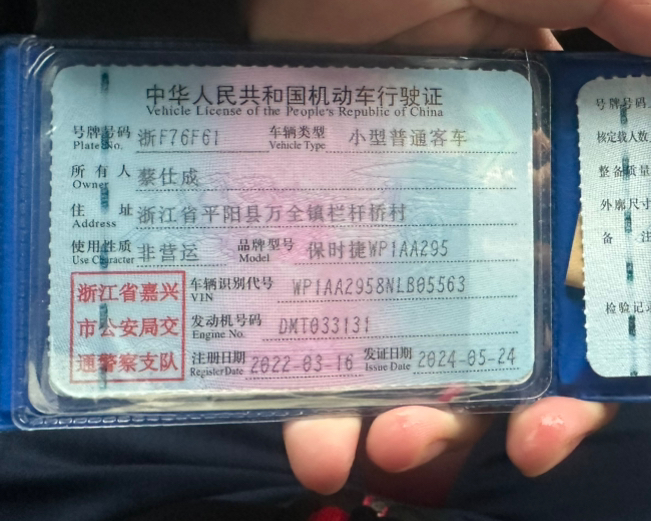 中华人民共和国机动车行驶证
Vehicle License of the People's Republic of China
号牌号码 浙F76F61 车辆类型 小型普通客车
Plate No. Vehicle Type
所有人 蔡仕成
Owner
住址 浙江省平阳县万全镇栏杆桥村
Address
使用性质 非营运 品牌型号 保时捷WP1AA295
Use Character Model
浙江省嘉兴
市公安局交
通警察支队
车辆识别代号 WP1AA2958NLB05563
VIN
发动机号码 DMT033131
Engine No.
注册日期 2022-03-16 发证日期 2024-05-24
Register Date Issue Date
号牌号码
核定载人数
整备质量
外廓尺寸
备注
检验记录